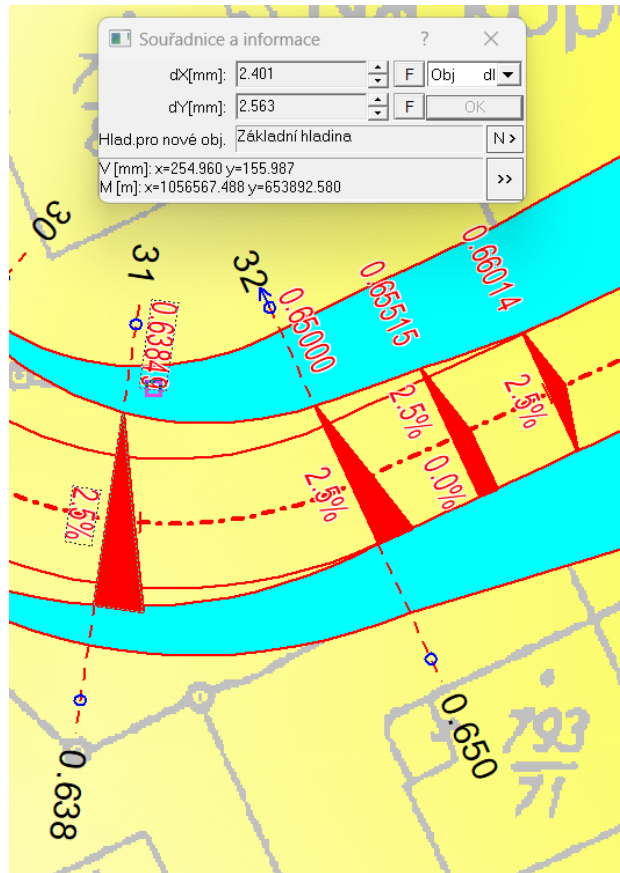 Souřadnice a informace
?
dX[mm]: 2.401 F Obj dl
dY[mm]: 2.563 F OK
Hlad.pro nové obj. Základní hladina N >
V [mm]: x=254.960 y=155.987
M [m]: x=1056567.488 y=653892.580
>>
30
31
32
0.65000
0.65515
0.66014
2.5%
2.5%
2.5%
2.5%
0.0%
0.638
0.650
793
71